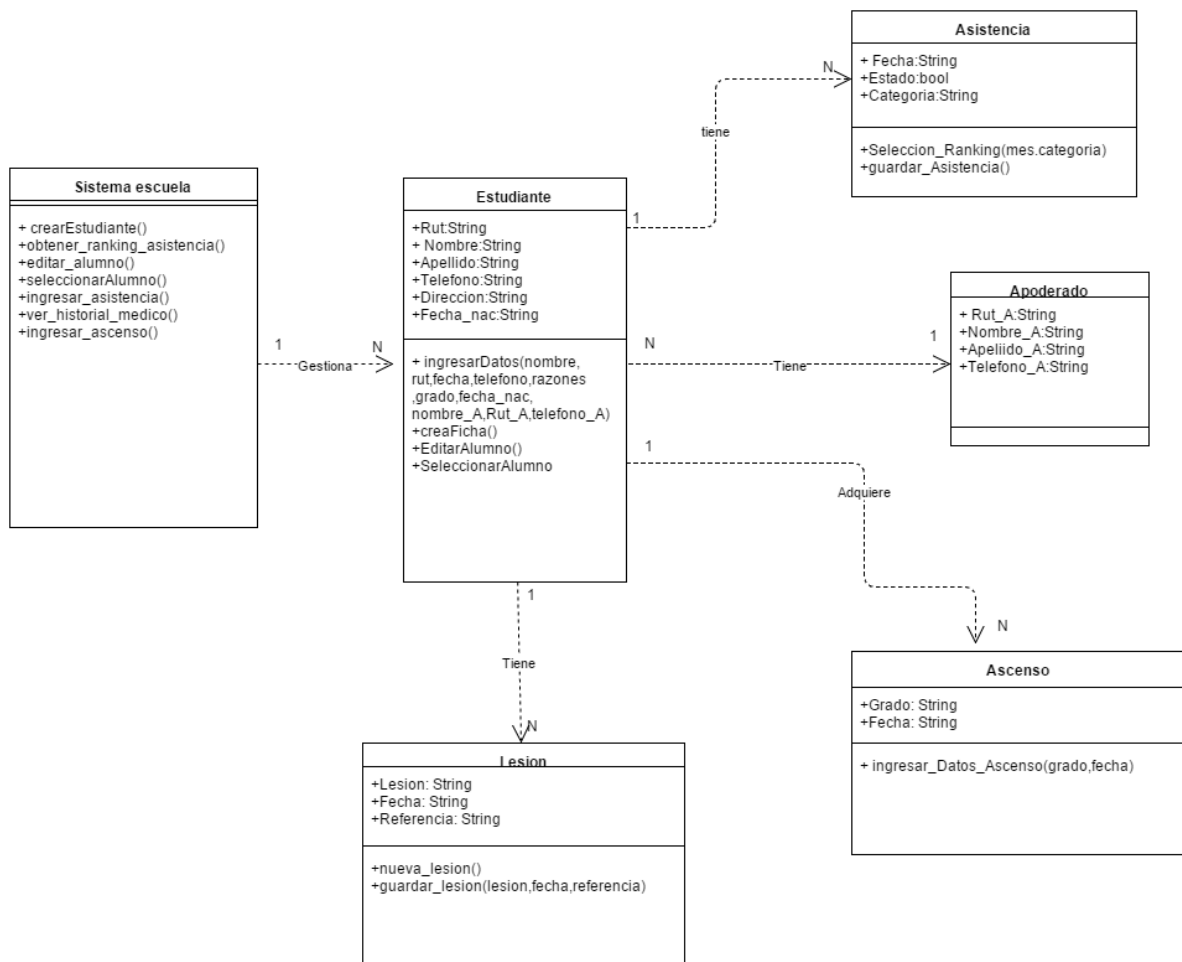 Sistema escuela
+ crearEstudiante()
+obtener_ranking_asistencia()
+editar_alumno()
+seleccionarAlumno()
+ingresar_asistencia()
+ver_historial_medico()
+ingresar_ascenso()
1
Gestiona
N
Estudiante
+Rut:String
+ Nombre:String
+Apellido:String
+Telefono:String
+Direccion:String
+Fecha_nac:String
+ ingresarDatos(nombre,
rut,fecha,telefono,razones
,grado,fecha_nac,
nombre_A,Rut_A,telefono_A)
+creaFicha()
+EditarAlumno()
+SeleccionarAlumno
1
tiene
N
Asistencia
+ Fecha:String
+Estado:bool
+Categoria:String
+Seleccion_Ranking(mes.categoria)
+guardar_Asistencia()
N
Tiene
1
Apoderado
+ Rut_A:String
+Nombre_A:String
+Apeliido_A:String
+Telefono_A:String
1
Adquiere
N
Ascenso
+Grado: String
+Fecha: String
+ ingresar_Datos_Ascenso(grado,fecha)
1
Tiene
N
Lesion
+Lesion: String
+Fecha: String
+Referencia: String
+nueva_lesion()
+guardar_lesion(lesion,fecha,referencia)